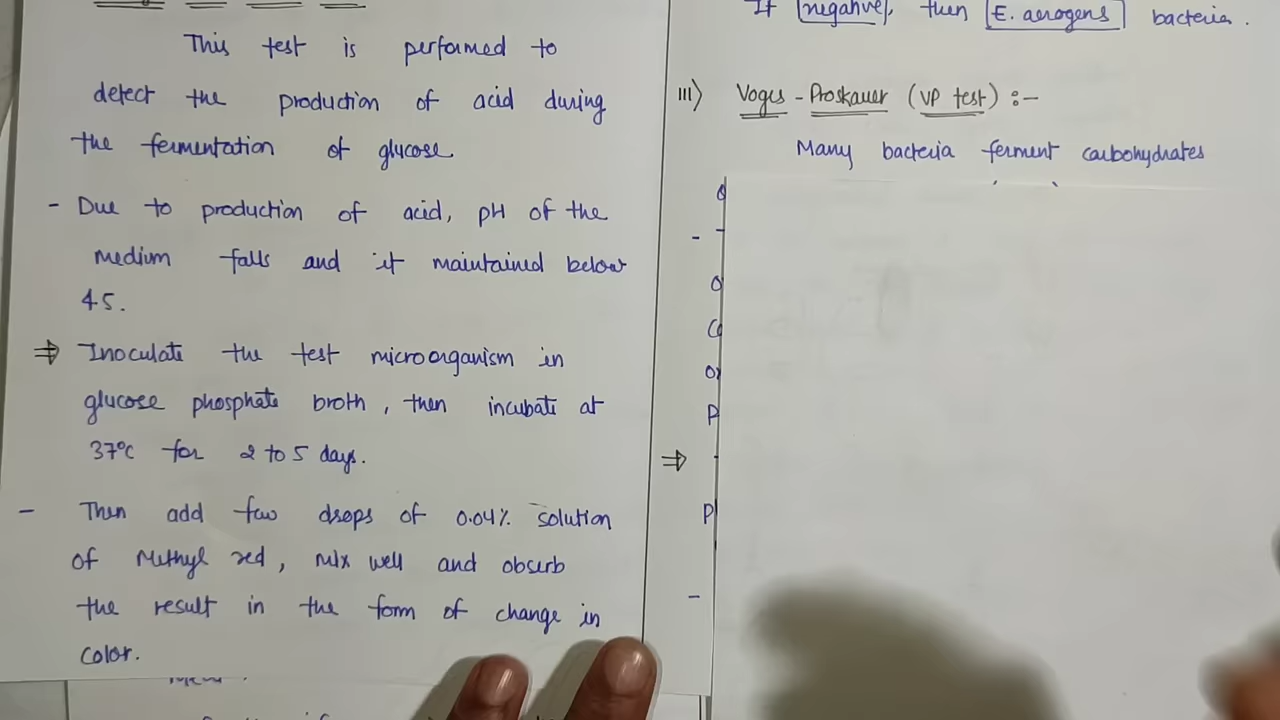 This test is performed to
detect the production of acid during
the fermentation of glucose.
- Due to production of acid, pH of the
medium falls and it maintained below
4.5.
⇒ Inoculate the test microorganism in
glucose phosphate broth, then incubate at
37°C for 2 to 5 days.
- Then add few drops of 0.04% solution
of Methyl red, mix well and observb
the result in the form of change in
color.
If negative, then E. aerogens bacteria.
III) Voges - Proskauer (VP test) :-
Many bacteria ferment carbohydrates